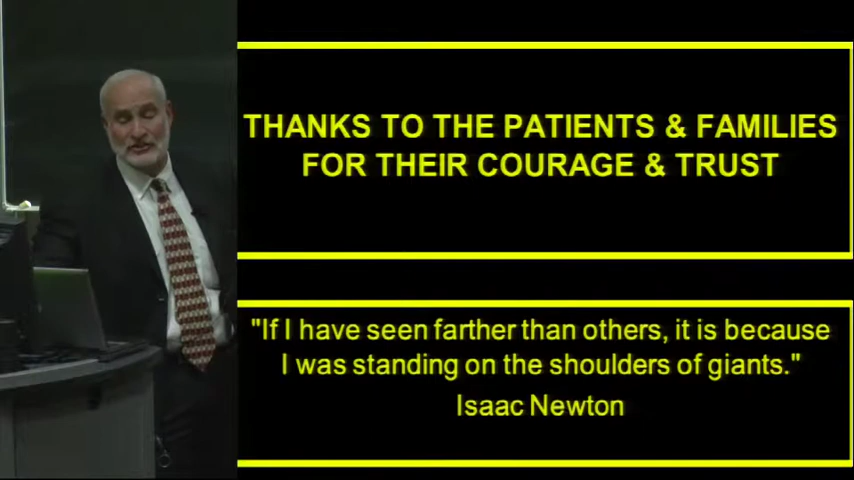 THANKS TO THE PATIENTS & FAMILIES
FOR THEIR COURAGE & TRUST
"If I have seen farther than others, it is because
I was standing on the shoulders of giants."
Isaac Newton